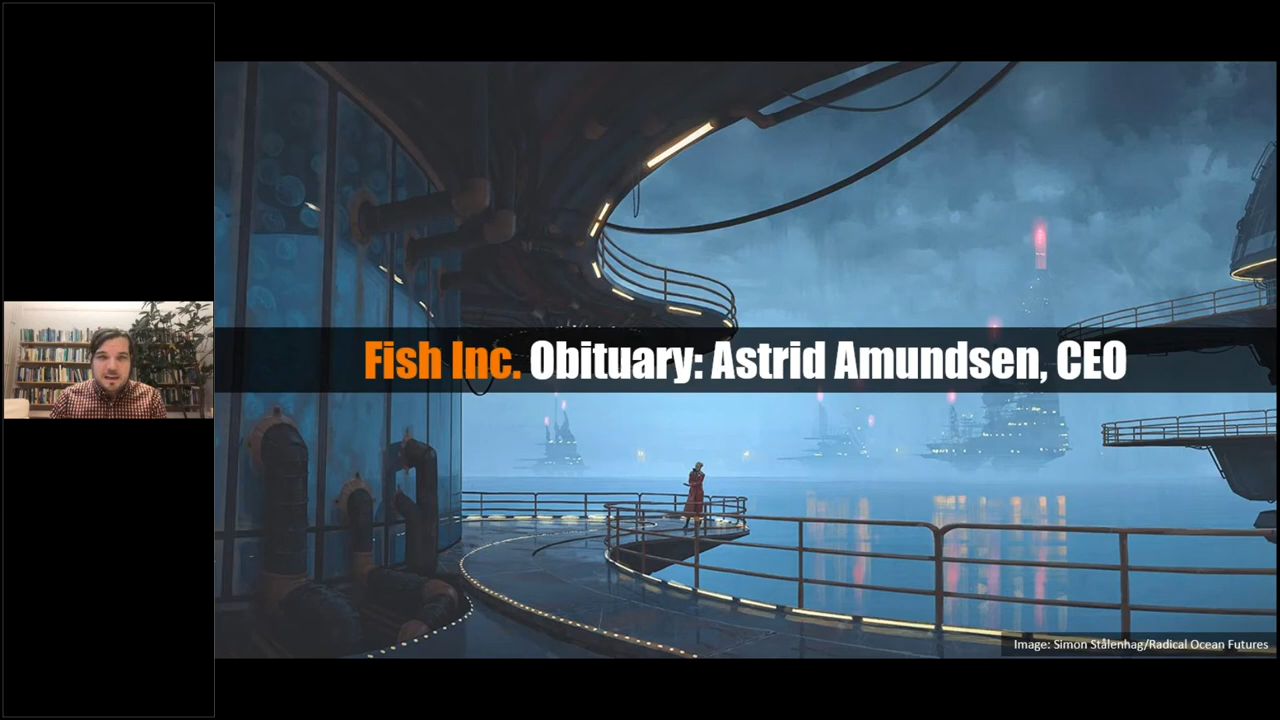 Fish Inc. Obituary: Astrid Amundsen, CEO
Image: Simon Stålenhag/Radical Ocean Futures